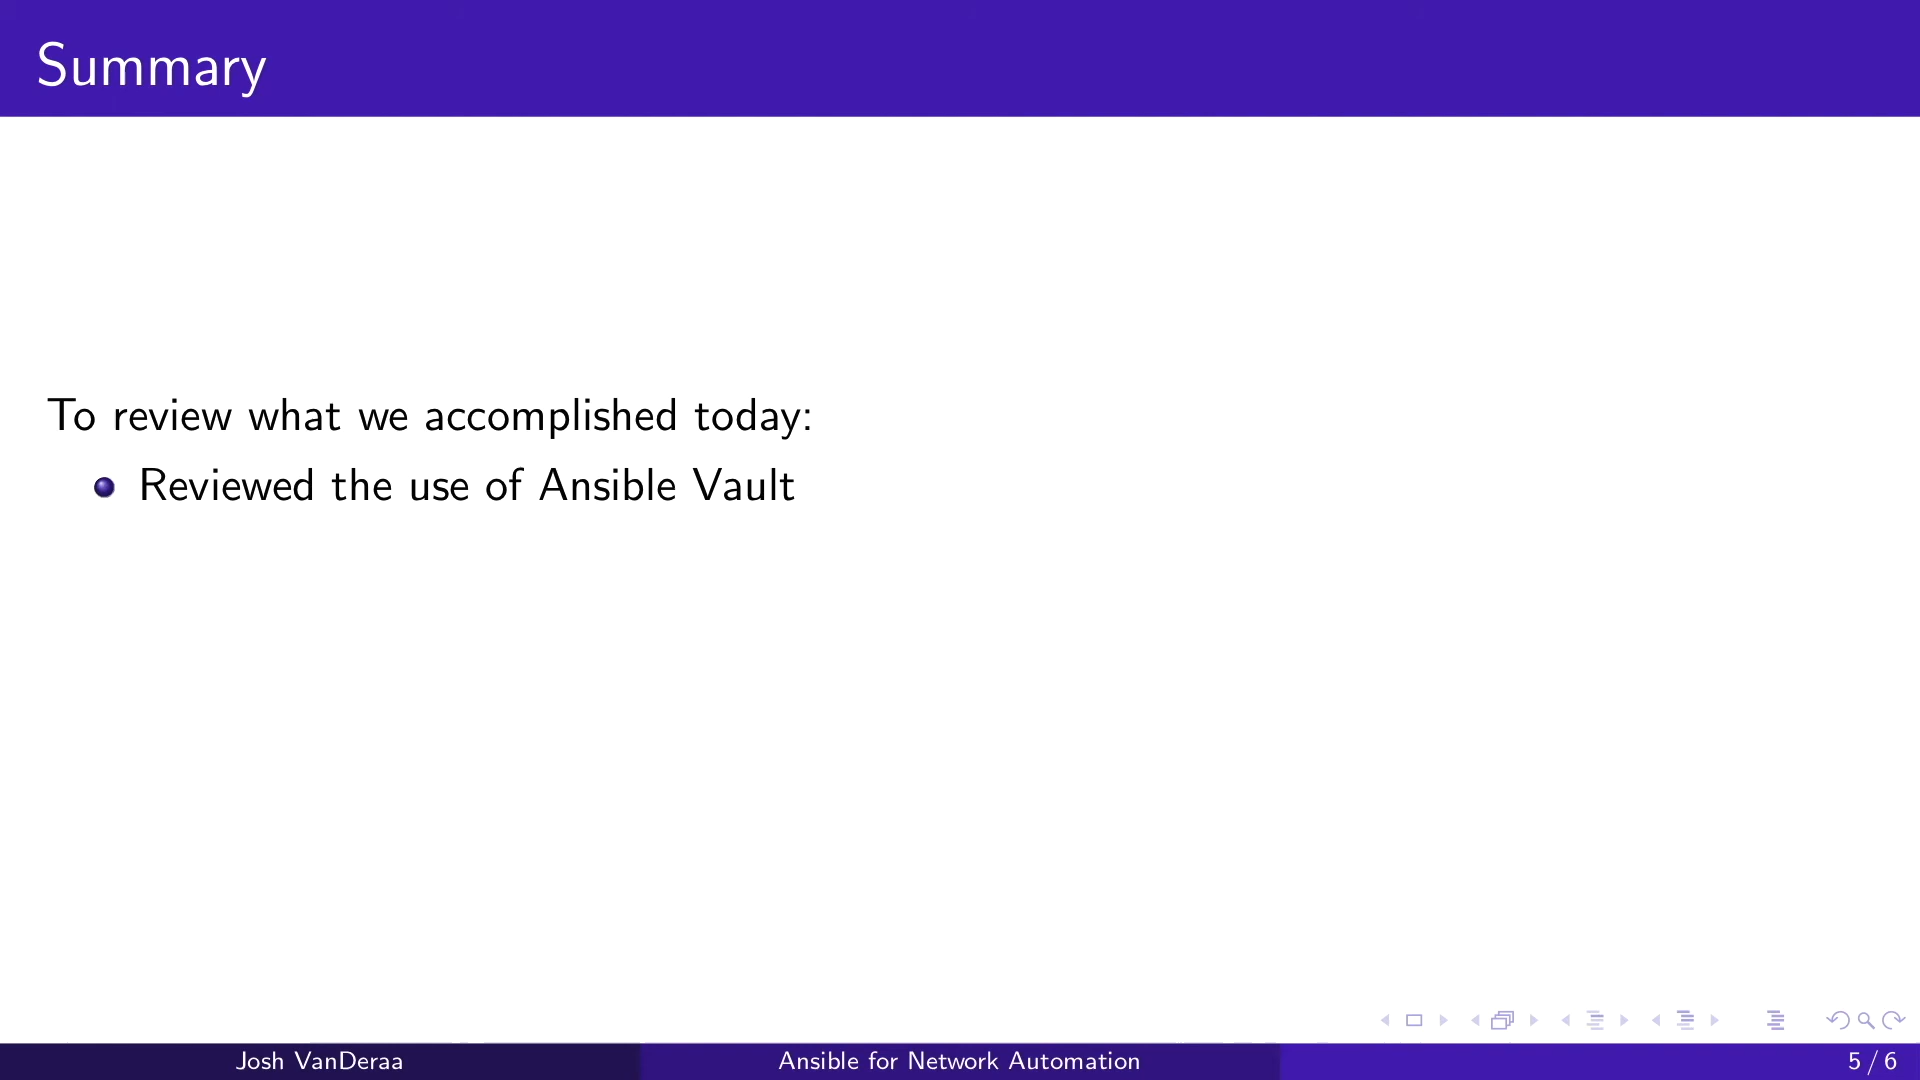 Summary
To review what we accomplished today:
Reviewed the use of Ansible Vault
Josh VanDeraa
Ansible for Network Automation
5 / 6